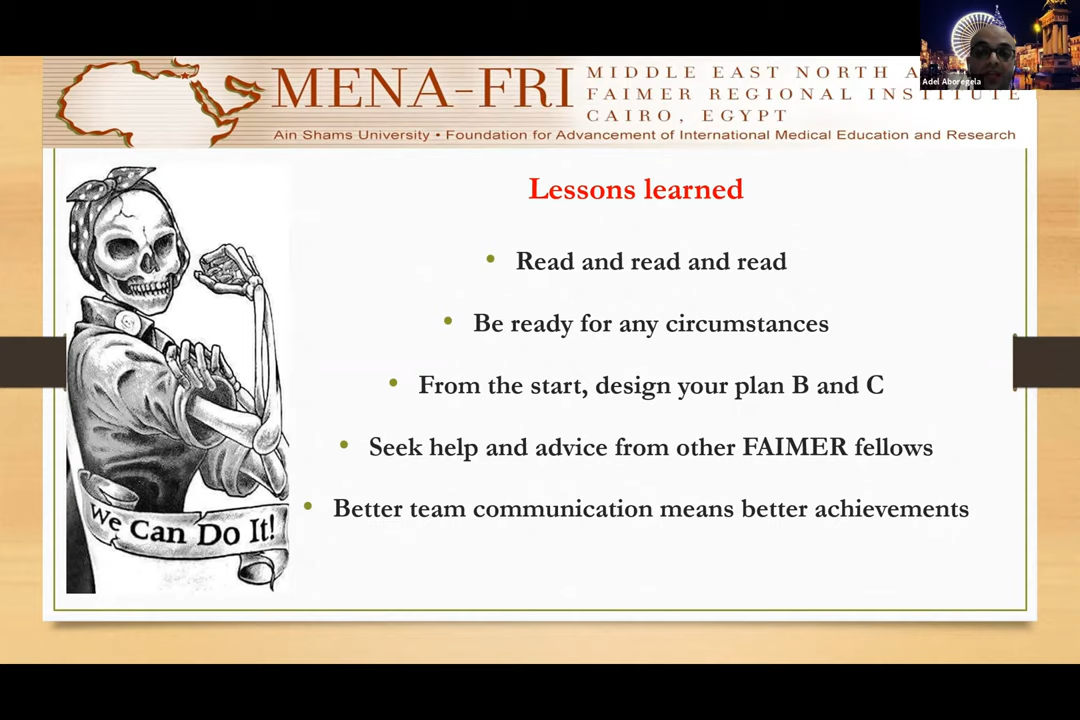 MENA-FRI
MIDDLE EAST NORTH A
FAIMER REGIONAL INSTITUTE
CAIRO, EGYPT
Ain Shams University • Foundation for Advancement of International Medical Education and Research
Adel Aboregela
Lessons learned
• Read and read and read
• Be ready for any circumstances
• From the start, design your plan B and C
• Seek help and advice from other FAIMER fellows
• Better team communication means better achievements
We Can Do It!